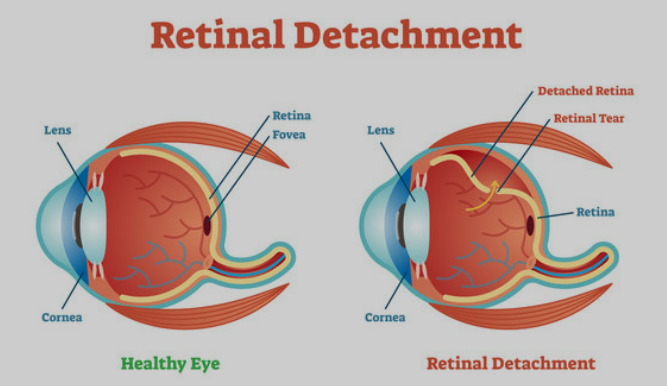 Retinal Detachment
Lens
Retina
Fovea
Cornea
Healthy Eye
Detached Retina
Retinal Tear
Lens
Retina
Cornea
Retinal Detachment